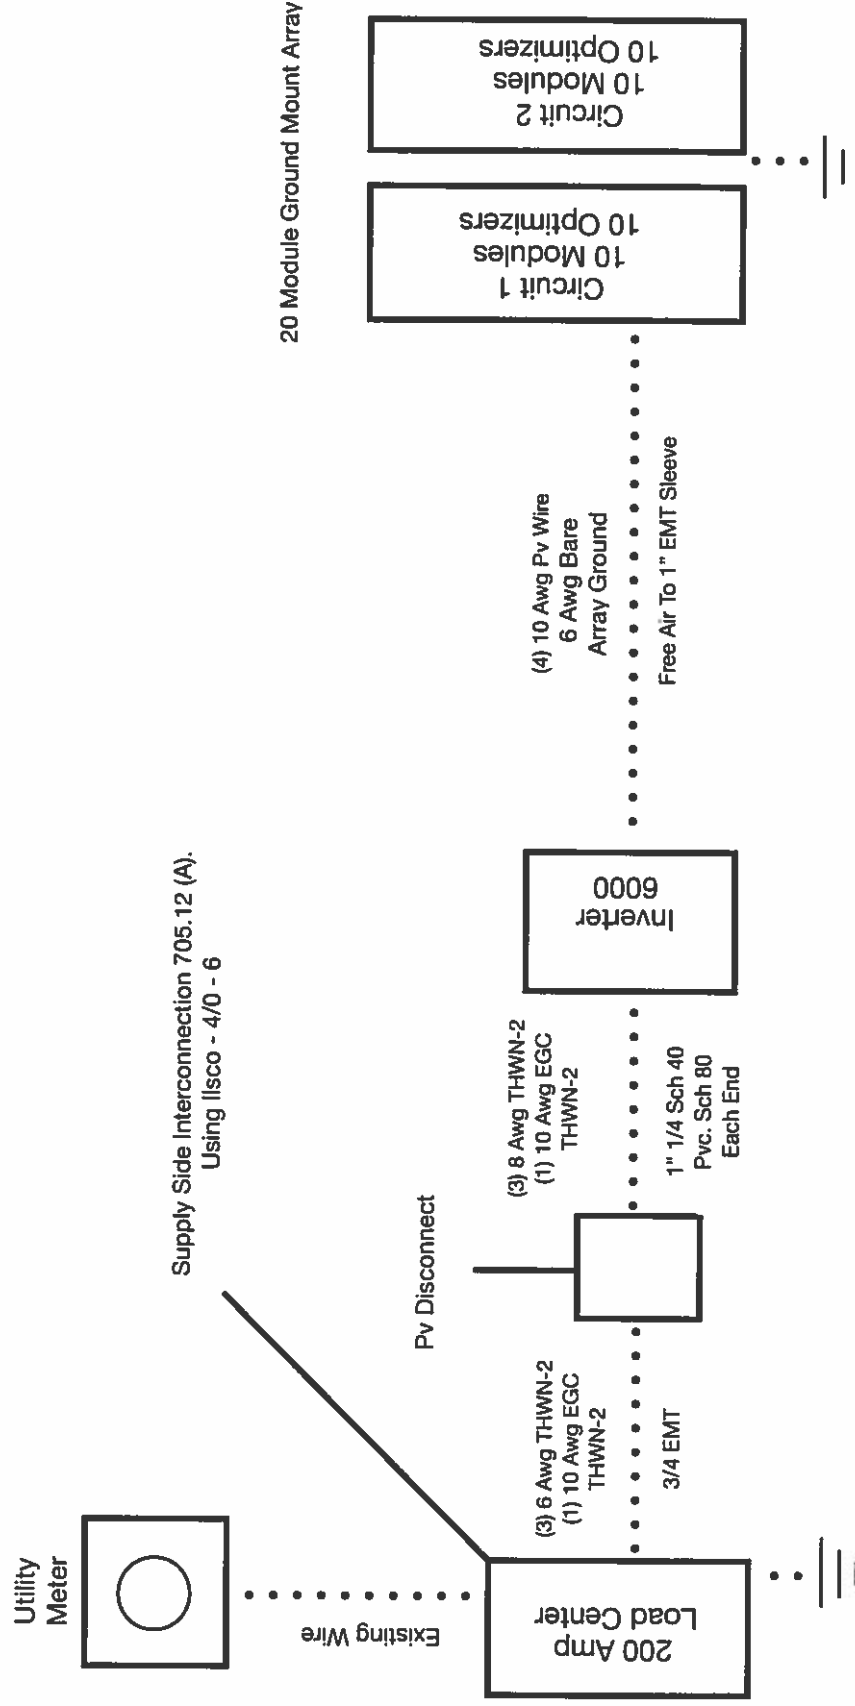 20 Module Ground Mount Array
Circuit 2
10 Modules
10 Optimizers
Circuit 1
10 Modules
10 Optimizers
(4) 10 Awg Pv Wire
6 Awg Bare
Array Ground
Free Air To 1" EMT Sleeve
Inverter
6000
Supply Side Interconnection 705.12 (A).
Using Ilsco - 4/0 - 6
(3) 8 Awg THWN-2
(1) 10 Awg EGC
THWN-2
1" 1/4 Sch 40
Pvc. Sch 80
Each End
Pv Disconnect
(3) 6 Awg THWN-2
(1) 10 Awg EGC
THWN-2
3/4 EMT
Utility
Meter
Existing Wire
200 Amp
Load Center